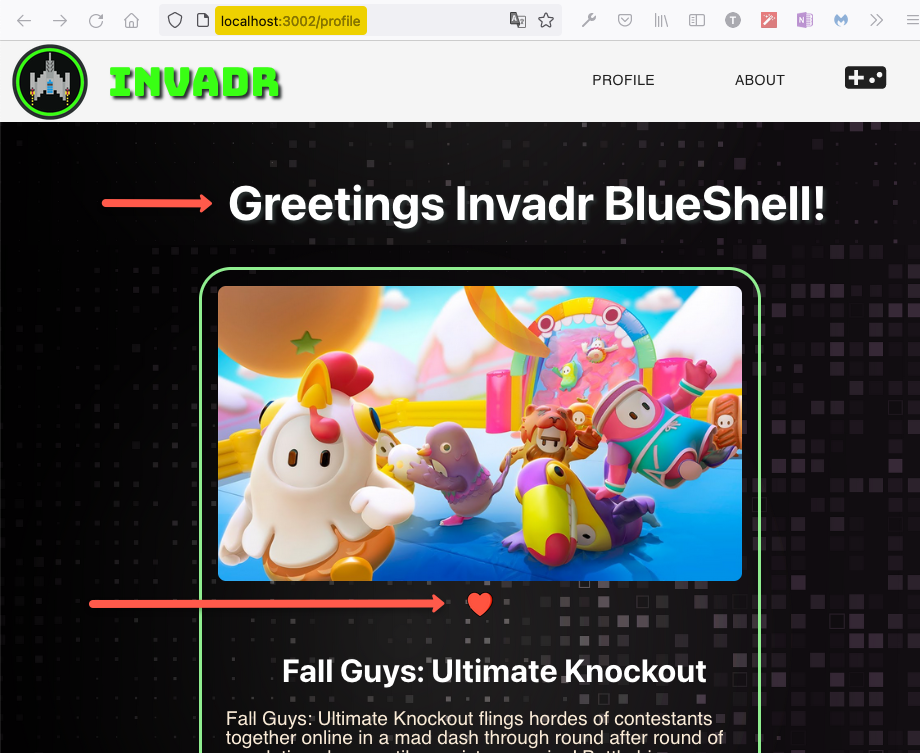 localhost:3002/profile
INVADR
PROFILE
ABOUT
Greetings Invadr BlueShell!
Fall Guys: Ultimate Knockout
Fall Guys: Ultimate Knockout flings hordes of contestants
together online in a mad dash through round after round of